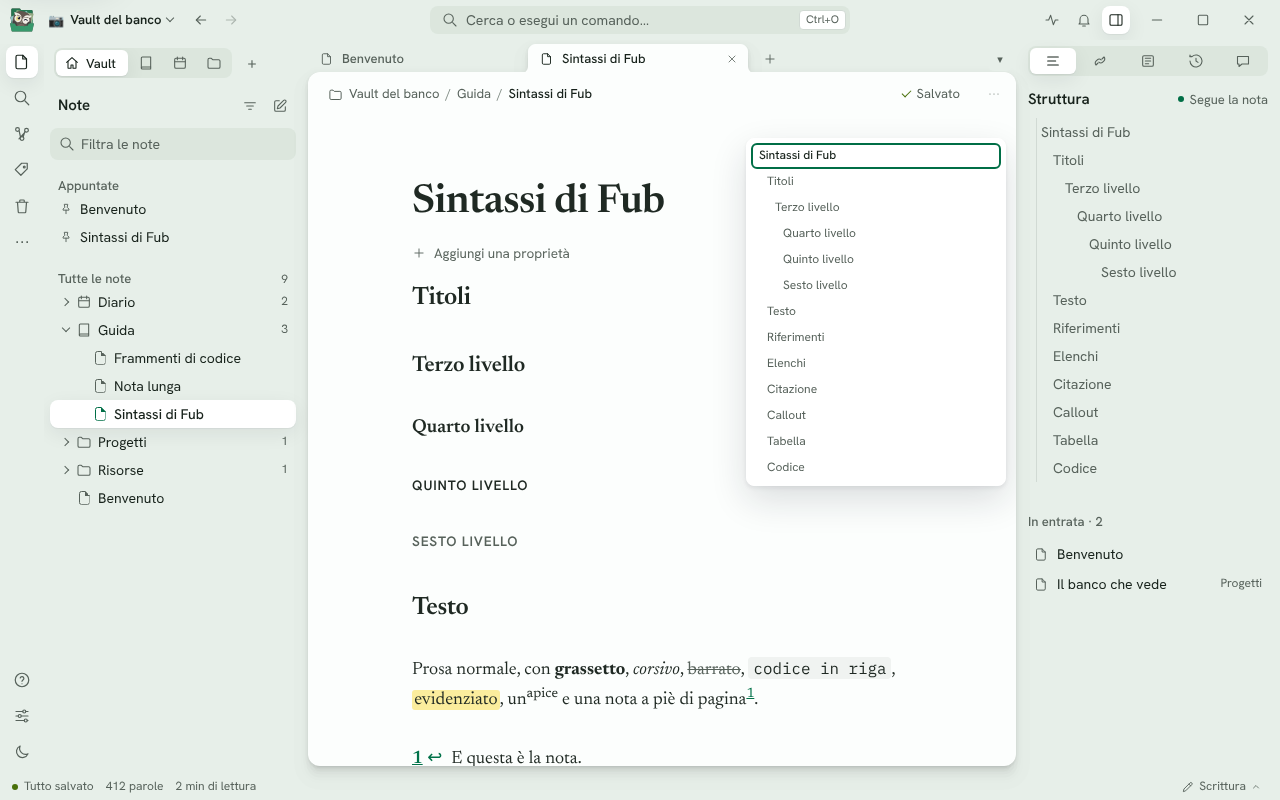 Vault del banco
Cerca o esegui un comando...
Ctrl+O
Vault
Note
Filtra le note
Appuntate
Benvenuto
Sintassi di Fub
Tutte le note 9
Diario 2
Guida 3
Frammenti di codice
Nota lunga
Sintassi di Fub
Progetti 1
Risorse 1
Benvenuto
Benvenuto
Sintassi di Fub
Vault del banco / Guida / Sintassi di Fub
Salvato
Sintassi di Fub
Aggiungi una proprietà
Titoli
Terzo livello
Quarto livello
QUINTO LIVELLO
SESTO LIVELLO
Testo
Prosa normale, con grassetto, corsivo, barrato, codice in riga ,
evidenziato, unapice e una nota a piè di pagina1.
1 ↩ E questa è la nota.
Sintassi di Fub
Titoli
Terzo livello
Quarto livello
Quinto livello
Sesto livello
Testo
Riferimenti
Elenchi
Citazione
Callout
Tabella
Codice
Struttura
Segue la nota
Sintassi di Fub
Titoli
Terzo livello
Quarto livello
Quinto livello
Sesto livello
Testo
Riferimenti
Elenchi
Citazione
Callout
Tabella
Codice
In entrata · 2
Benvenuto
Il banco che vede Progetti
Tutto salvato 412 parole 2 min di lettura
Scrittura